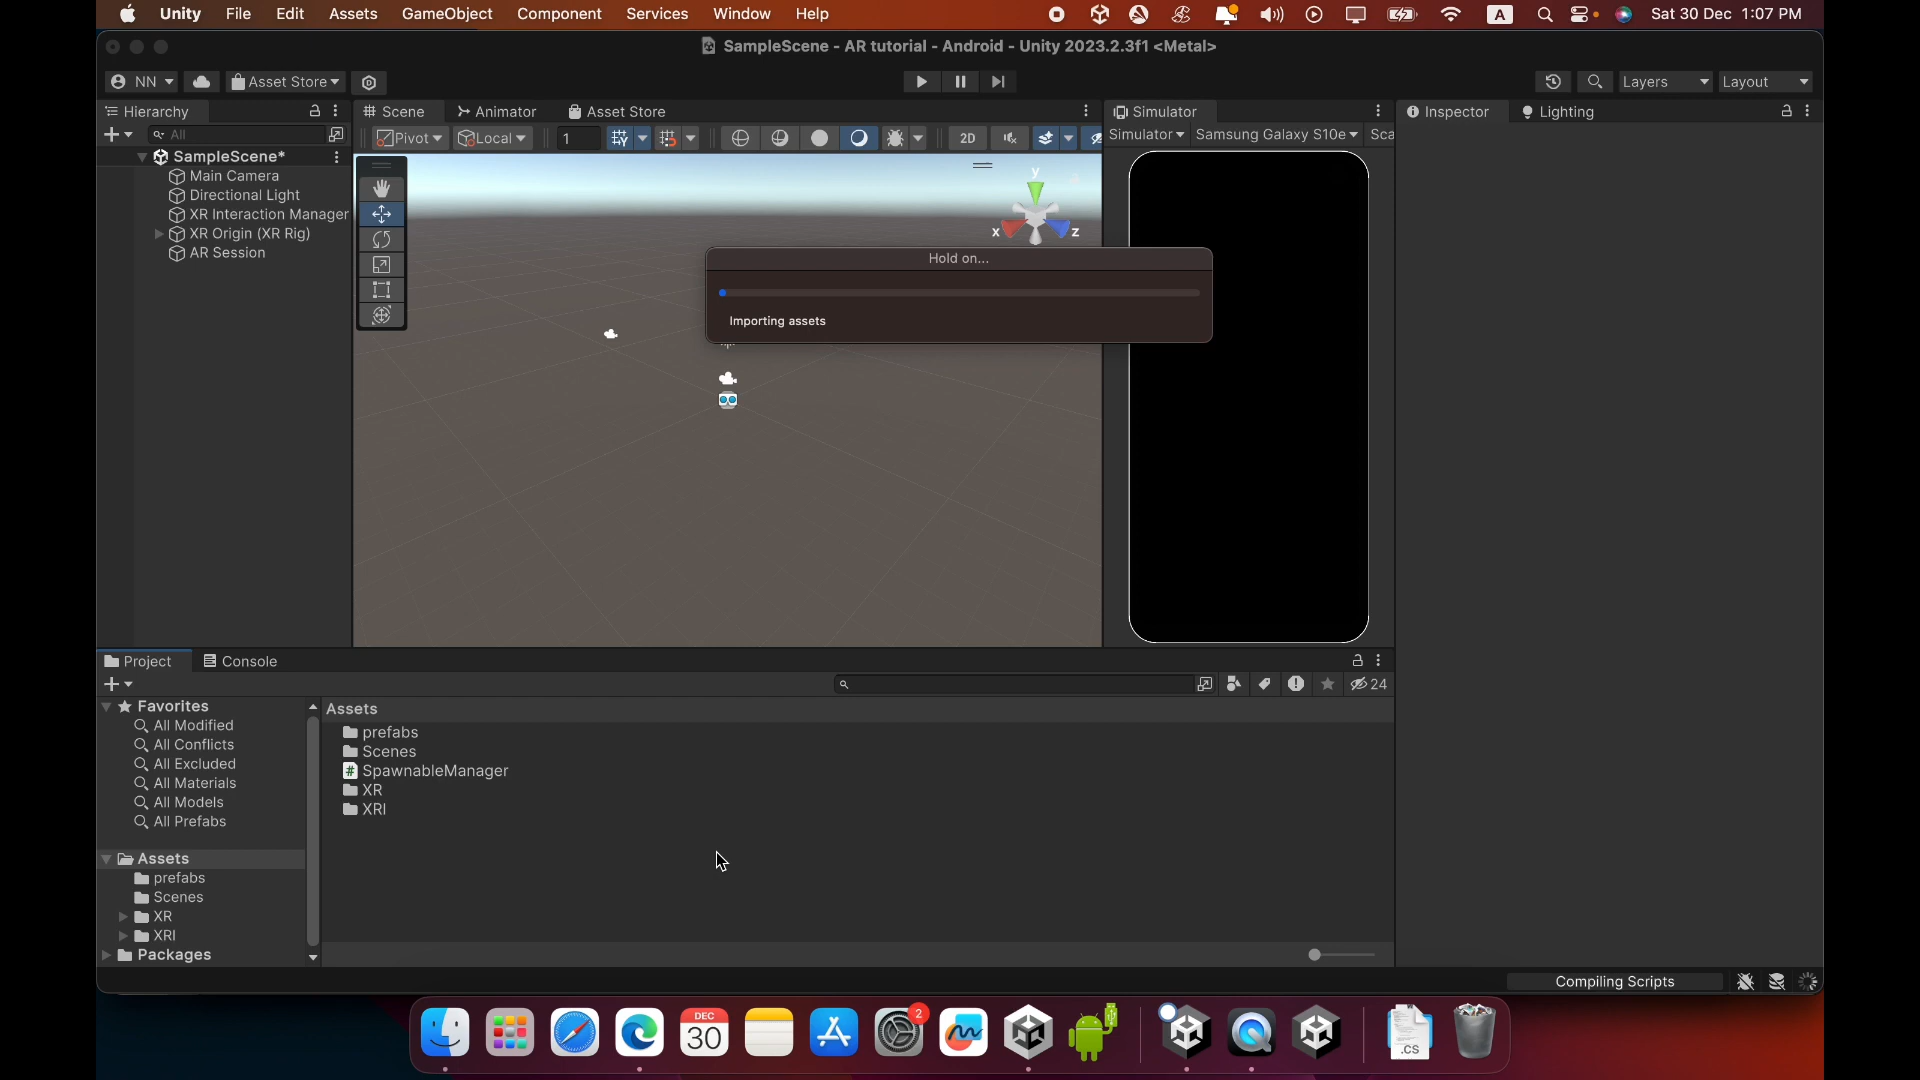 Unity File Edit Assets GameObject Component Services Window Help A Sat 30 Dec 1:07 PM
SampleScene - AR tutorial - Android - Unity 2023.2.3f1 <Metal>
NN Asset Store Layers Layout
Hierarchy Scene Animator Asset Store Simulator Inspector Lighting
All Pivot Local 1 2D Simulator Samsung Galaxy S10e Sca
SampleScene*
Main Camera
Directional Light
XR Interaction Manager
XR Origin (XR Rig)
AR Session
y
x z
Hold on...
Importing assets
Project Console
24
Favorites
All Modified
All Conflicts
All Excluded
All Materials
All Models
All Prefabs
Assets
prefabs
Scenes
XR
XRI
Packages
Assets
prefabs
Scenes
# SpawnableManager
XR
XRI
Compiling Scripts
DEC
30
2
.CS